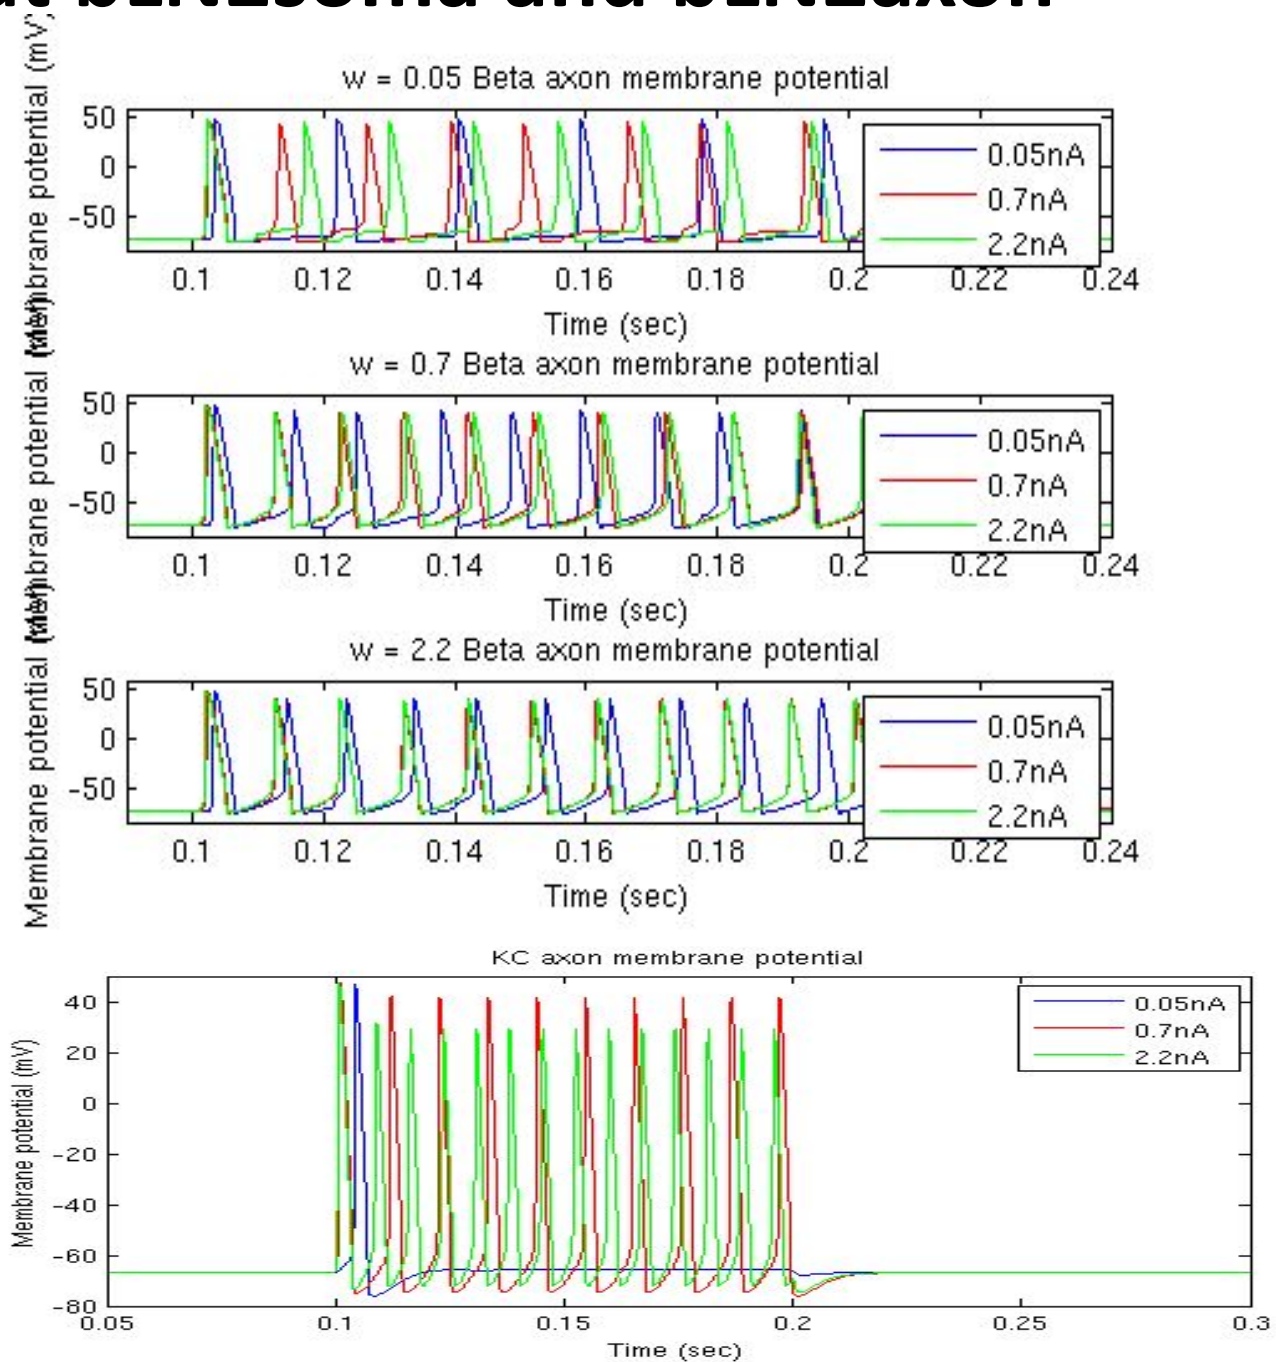 w = 0.05 Beta axon membrane potential
50
0
-50
0.05nA
0.7nA
2.2nA
0.1 0.12 0.14 0.16 0.18 0.2 0.22 0.24
Time (sec)
Membrane potential (mV)
w = 0.7 Beta axon membrane potential
50
0
-50
0.05nA
0.7nA
2.2nA
0.1 0.12 0.14 0.16 0.18 0.2 0.22 0.24
Time (sec)
Membrane potential
w = 2.2 Beta axon membrane potential
50
0
-50
0.05nA
0.7nA
2.2nA
0.1 0.12 0.14 0.16 0.18 0.2 0.22 0.24
Time (sec)
Membrane potential
KC axon membrane potential
40
20
0
-20
-40
-60
-80
0.05nA
0.7nA
2.2nA
0.05 0.1 0.15 0.2 0.25 0.3
Time (sec)
Membrane potential (mV)